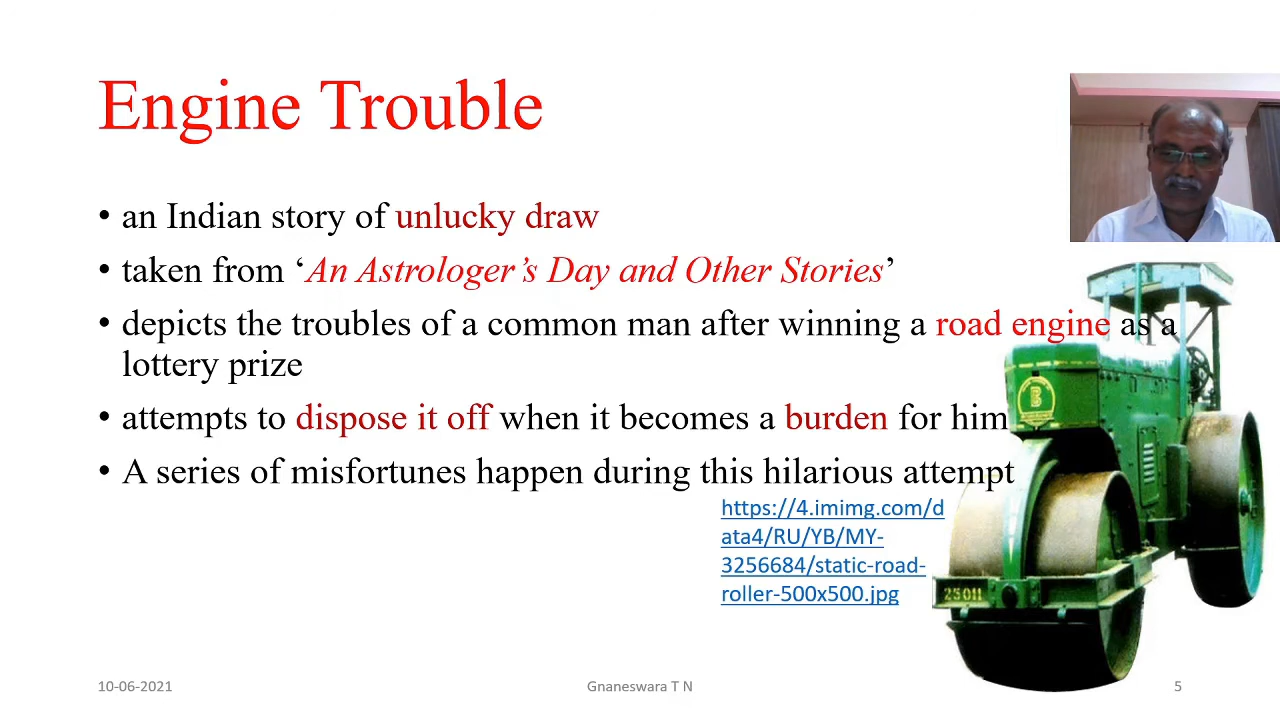 Engine Trouble
• an Indian story of unlucky draw
• taken from ‘An Astrologer’s Day and Other Stories’
• depicts the troubles of a common man after winning a road engine as a
lottery prize
• attempts to dispose it off when it becomes a burden for him
• A series of misfortunes happen during this hilarious attempt
https://4.imimg.com/d
ata4/RU/YB/MY-
3256684/static-road-
roller-500x500.jpg
25011
10-06-2021
Gnaneswara T N
5